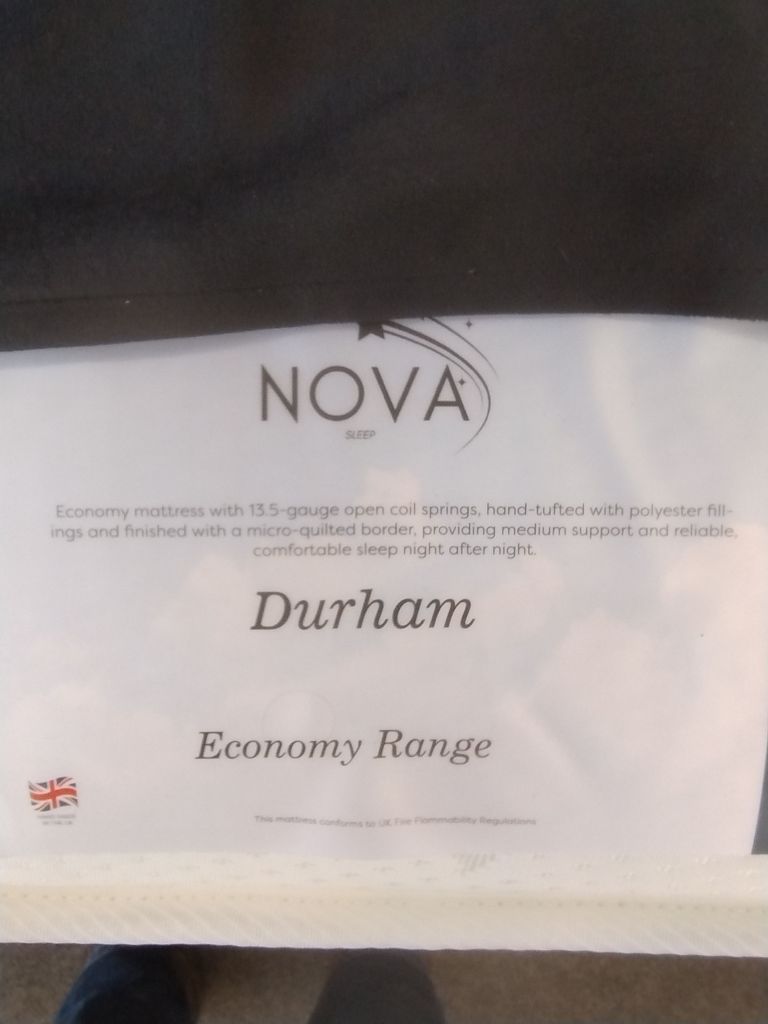 NOVA
SLEEP
Economy mattress with 13.5-gauge open coil springs, hand-tufted with polyester fill-
ings and finished with a micro-quilted border, providing medium support and reliable,
comfortable sleep night after night.
Durham
Economy Range
This mattress conforms to UK Fire Flammability Regulations